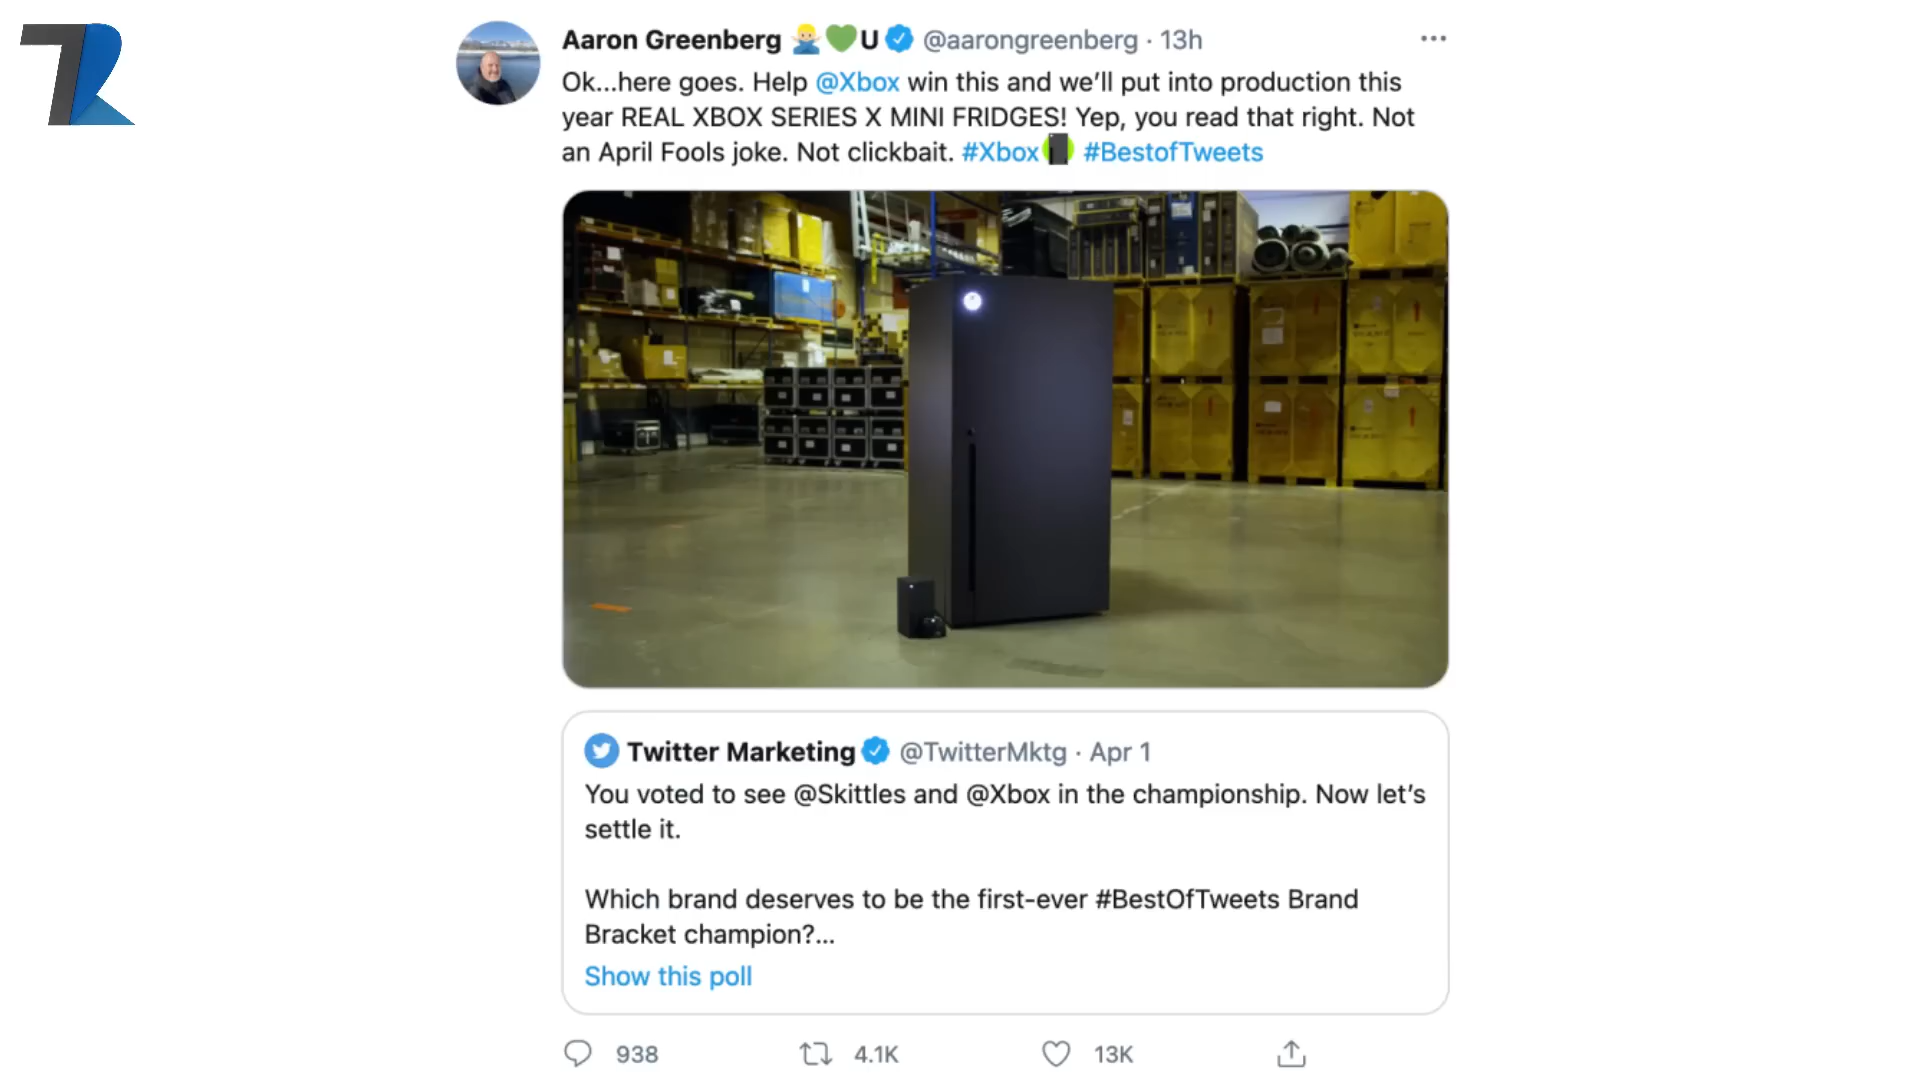 Aaron Greenberg 🙅🏼‍♂️💚U @aarongreenberg · 13h
Ok...here goes. Help @Xbox win this and we’ll put into production this
year REAL XBOX SERIES X MINI FRIDGES! Yep, you read that right. Not
an April Fools joke. Not clickbait. #Xbox #BestofTweets
Twitter Marketing @TwitterMktg · Apr 1
You voted to see @Skittles and @Xbox in the championship. Now let’s
settle it.
Which brand deserves to be the first-ever #BestOfTweets Brand
Bracket champion?...
Show this poll
938 4.1K 13K